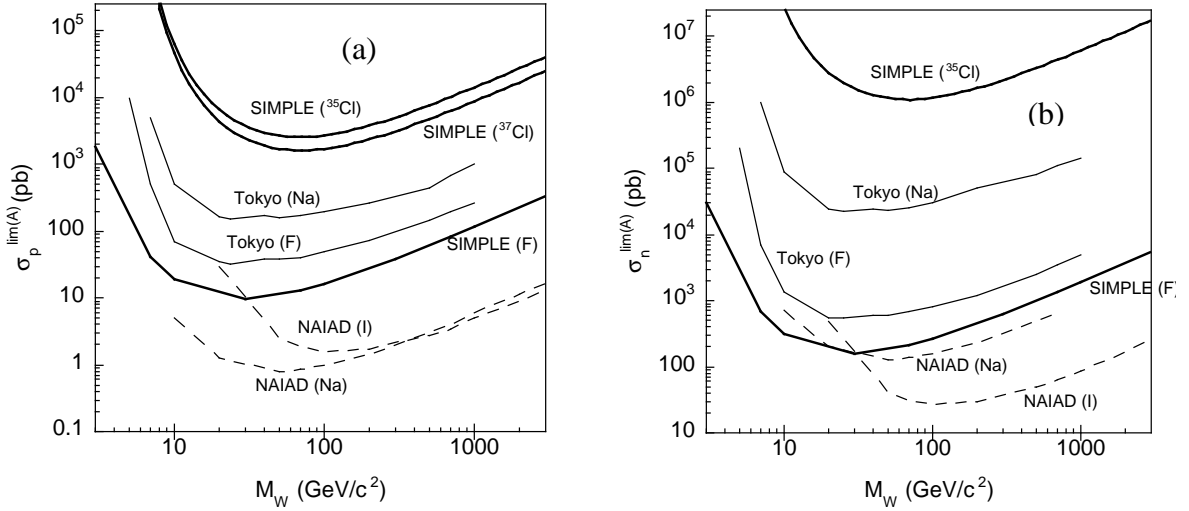 (a)
10^5
10^4
10^3
100
10
1
0.1
σ_p^lim(A) (pb)
SIMPLE (^35Cl)
SIMPLE (^37Cl)
Tokyo (Na)
Tokyo (F)
SIMPLE (F)
NAIAD (I)
NAIAD (Na)
10
100
1000
M_W (GeV/c^2)
(b)
10^7
10^6
10^5
10^4
10^3
100
10
σ_n^lim(A) (pb)
SIMPLE (^35Cl)
Tokyo (Na)
Tokyo (F)
SIMPLE (F)
NAIAD (Na)
NAIAD (I)
10
100
1000
M_W (GeV/c^2)